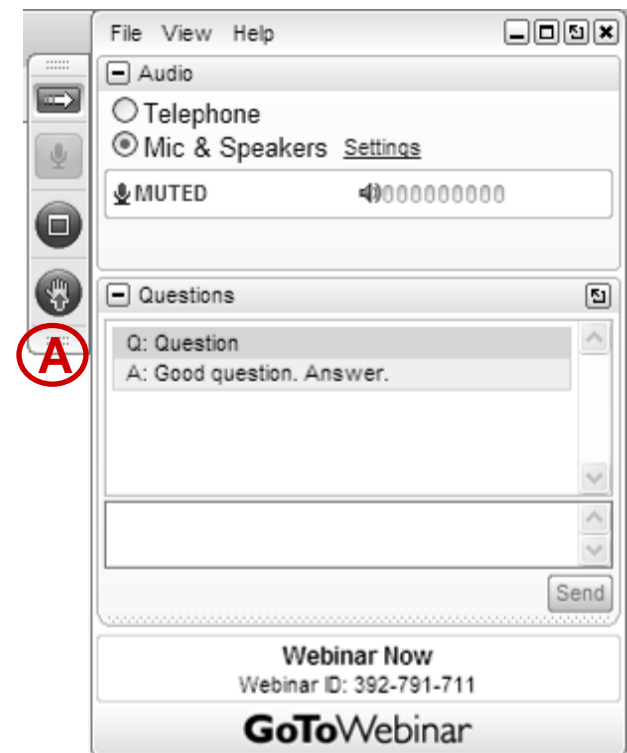 File View Help
Audio
Telephone
Mic & Speakers Settings
MUTED 000000000
Questions
A
Q: Question
A: Good question. Answer.
Send
Webinar Now
Webinar ID: 392-791-711
GoToWebinar